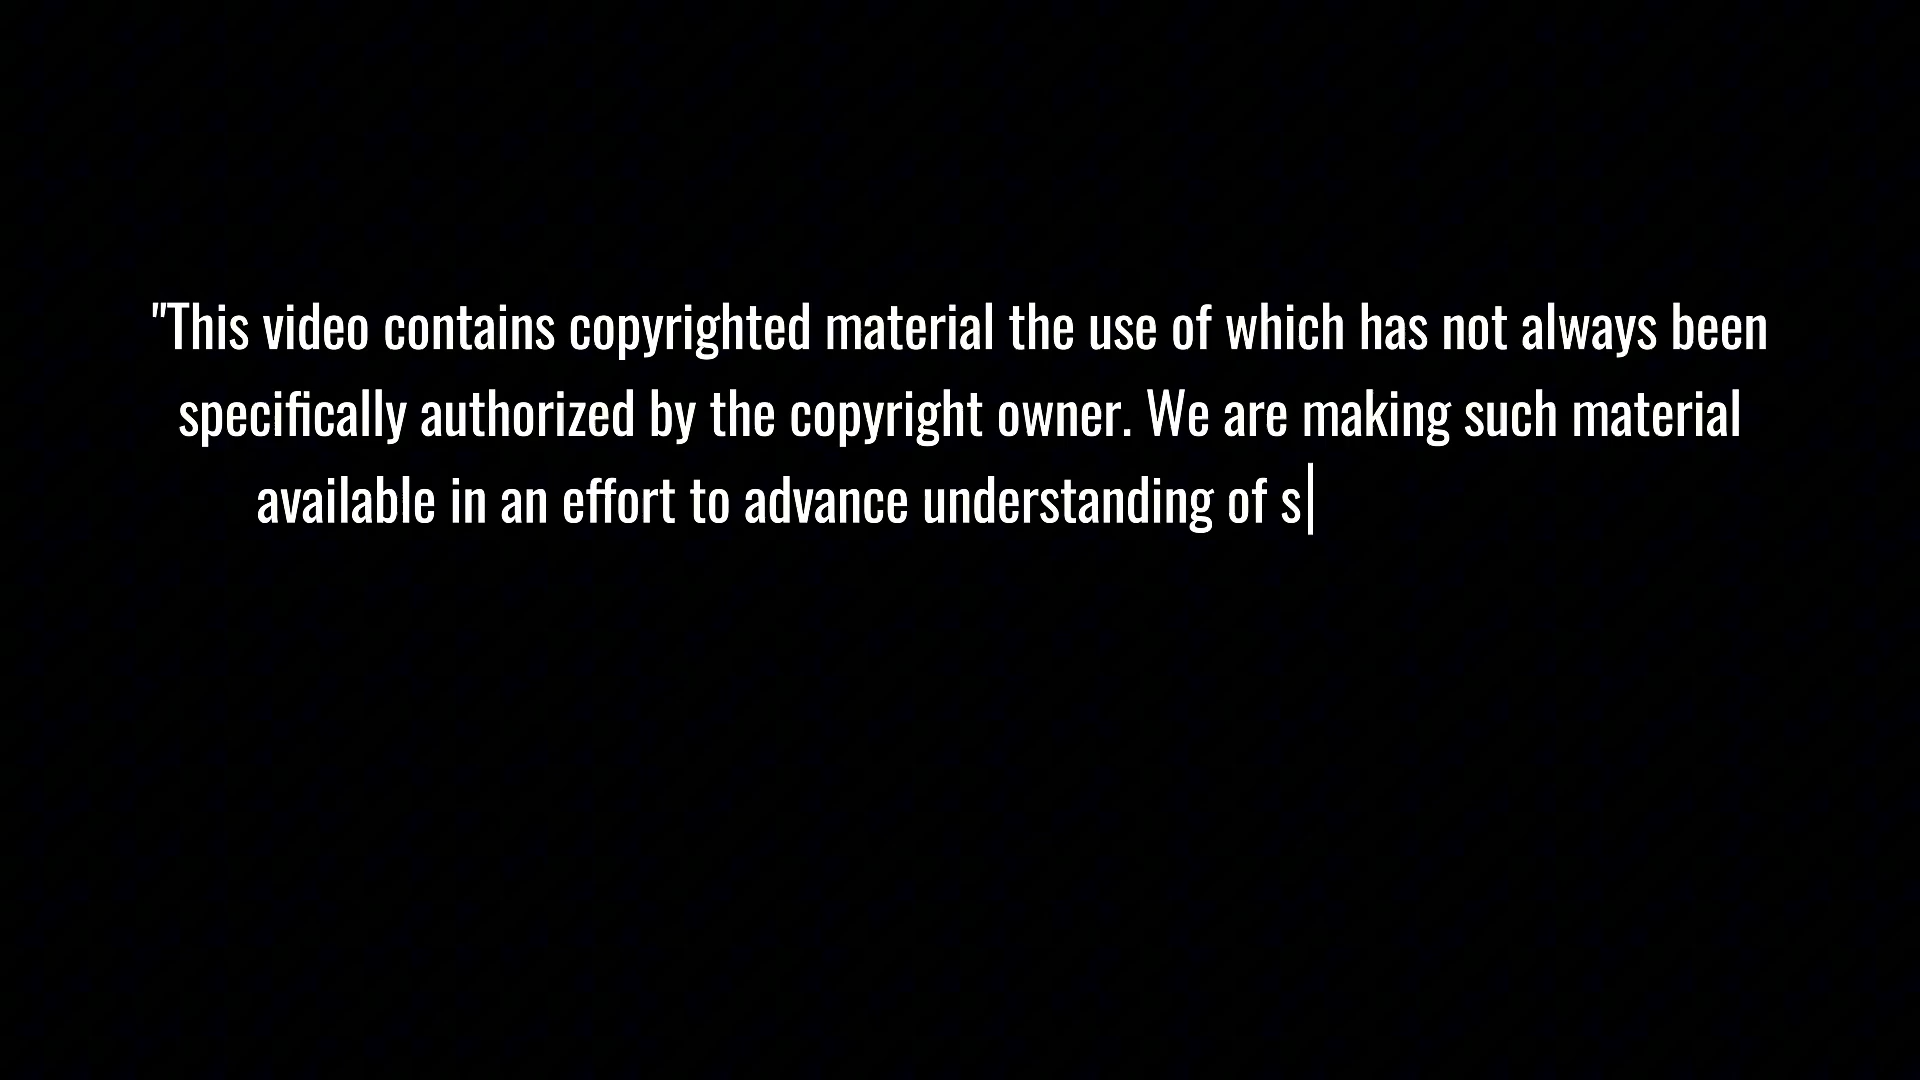 "This video contains copyrighted material the use of which has not always been
specifically authorized by the copyright owner. We are making such material
available in an effort to advance understanding of s